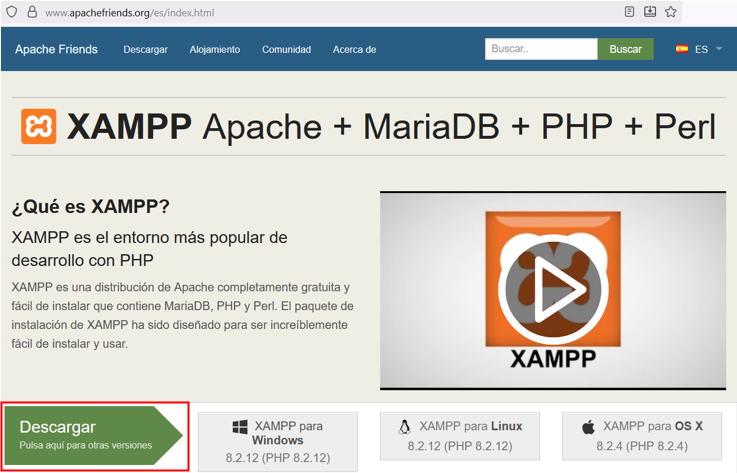 www.apachefriends.org/es/index.html
Apache Friends Descargar Alojamiento Comunidad Acerca de Buscar.. Buscar ES
XAMPP Apache + MariaDB + PHP + Perl
¿Qué es XAMPP?
XAMPP es el entorno más popular de
desarrollo con PHP
XAMPP es una distribución de Apache completamente gratuita y
fácil de instalar que contiene MariaDB, PHP y Perl. El paquete de
instalación de XAMPP ha sido diseñado para ser increíblemente
fácil de instalar y usar.
XAMPP
Descargar
Pulsa aquí para otras versiones
XAMPP para
Windows
8.2.12 (PHP 8.2.12)
XAMPP para Linux
8.2.12 (PHP 8.2.12)
XAMPP para OS X
8.2.4 (PHP 8.2.4)